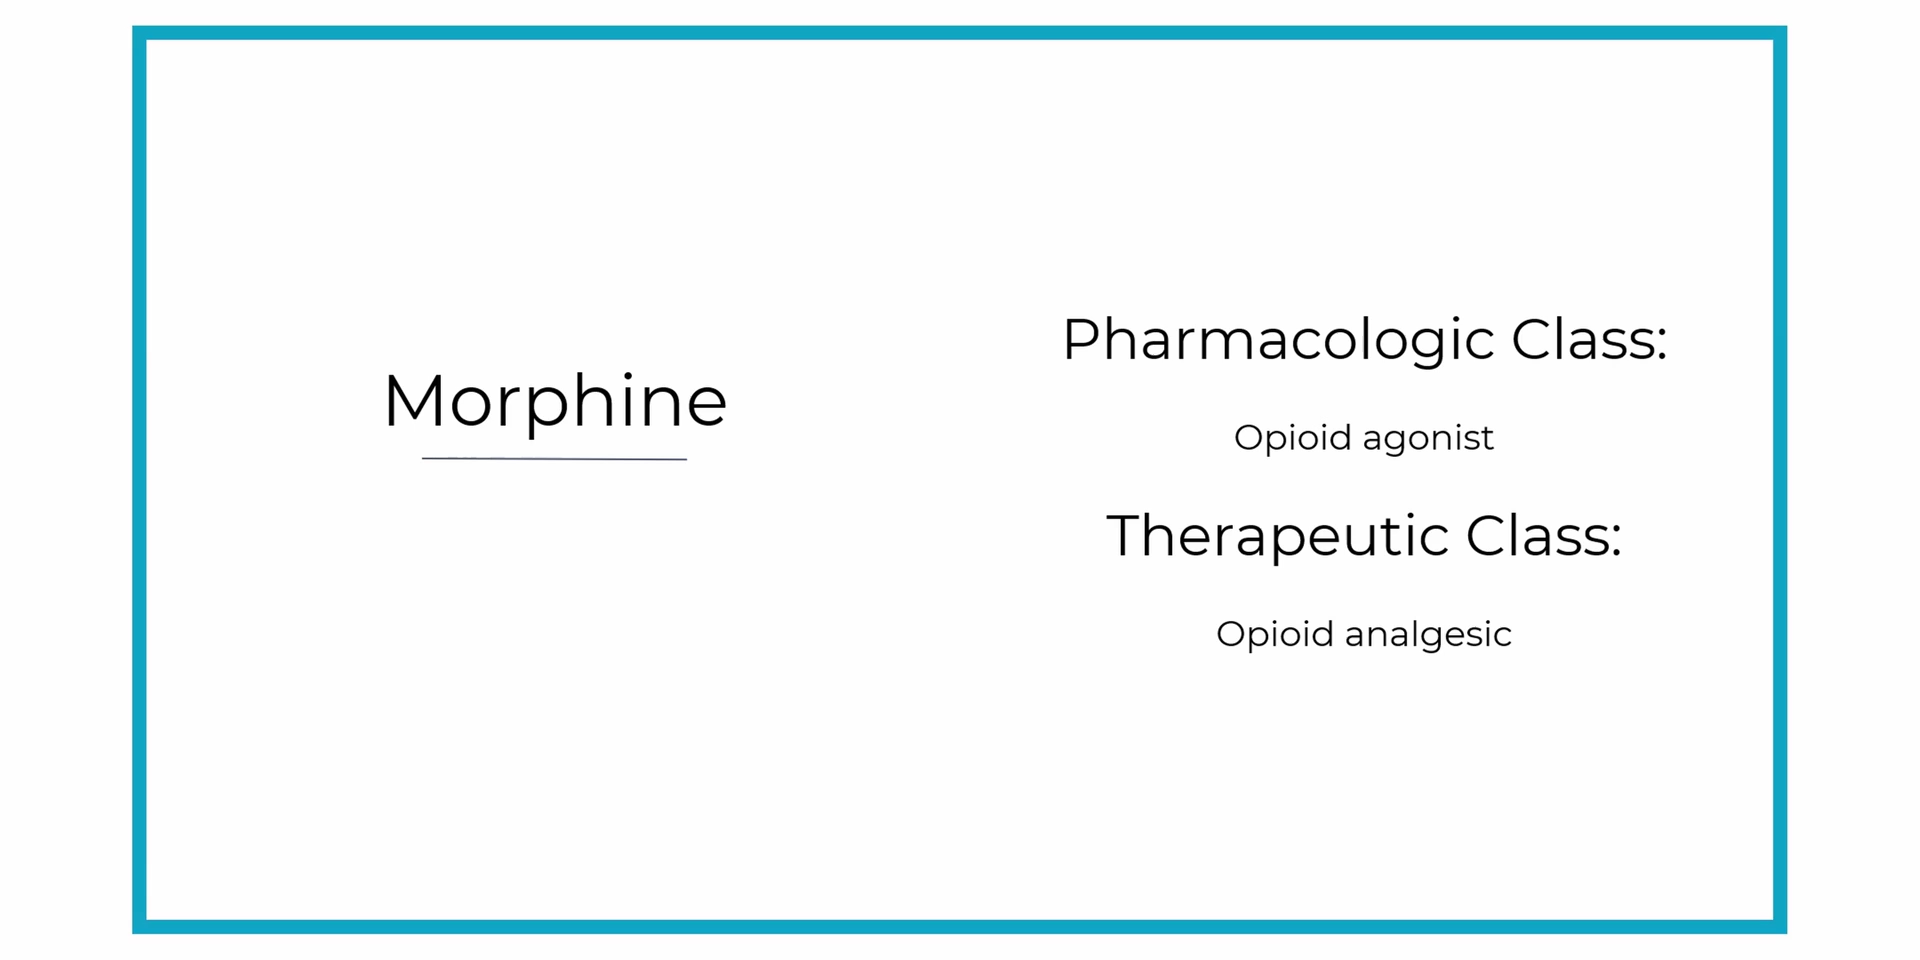 Morphine
Pharmacologic Class:
Opioid agonist
Therapeutic Class:
Opioid analgesic